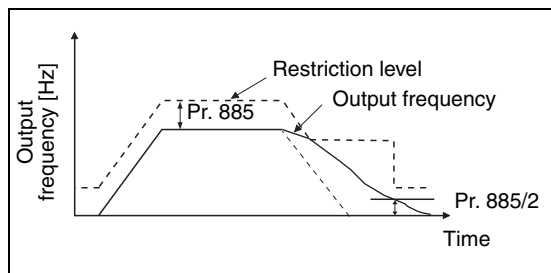 Output
frequency [Hz]
Restriction level
Pr. 885
Output frequency
Pr. 885/2
Time